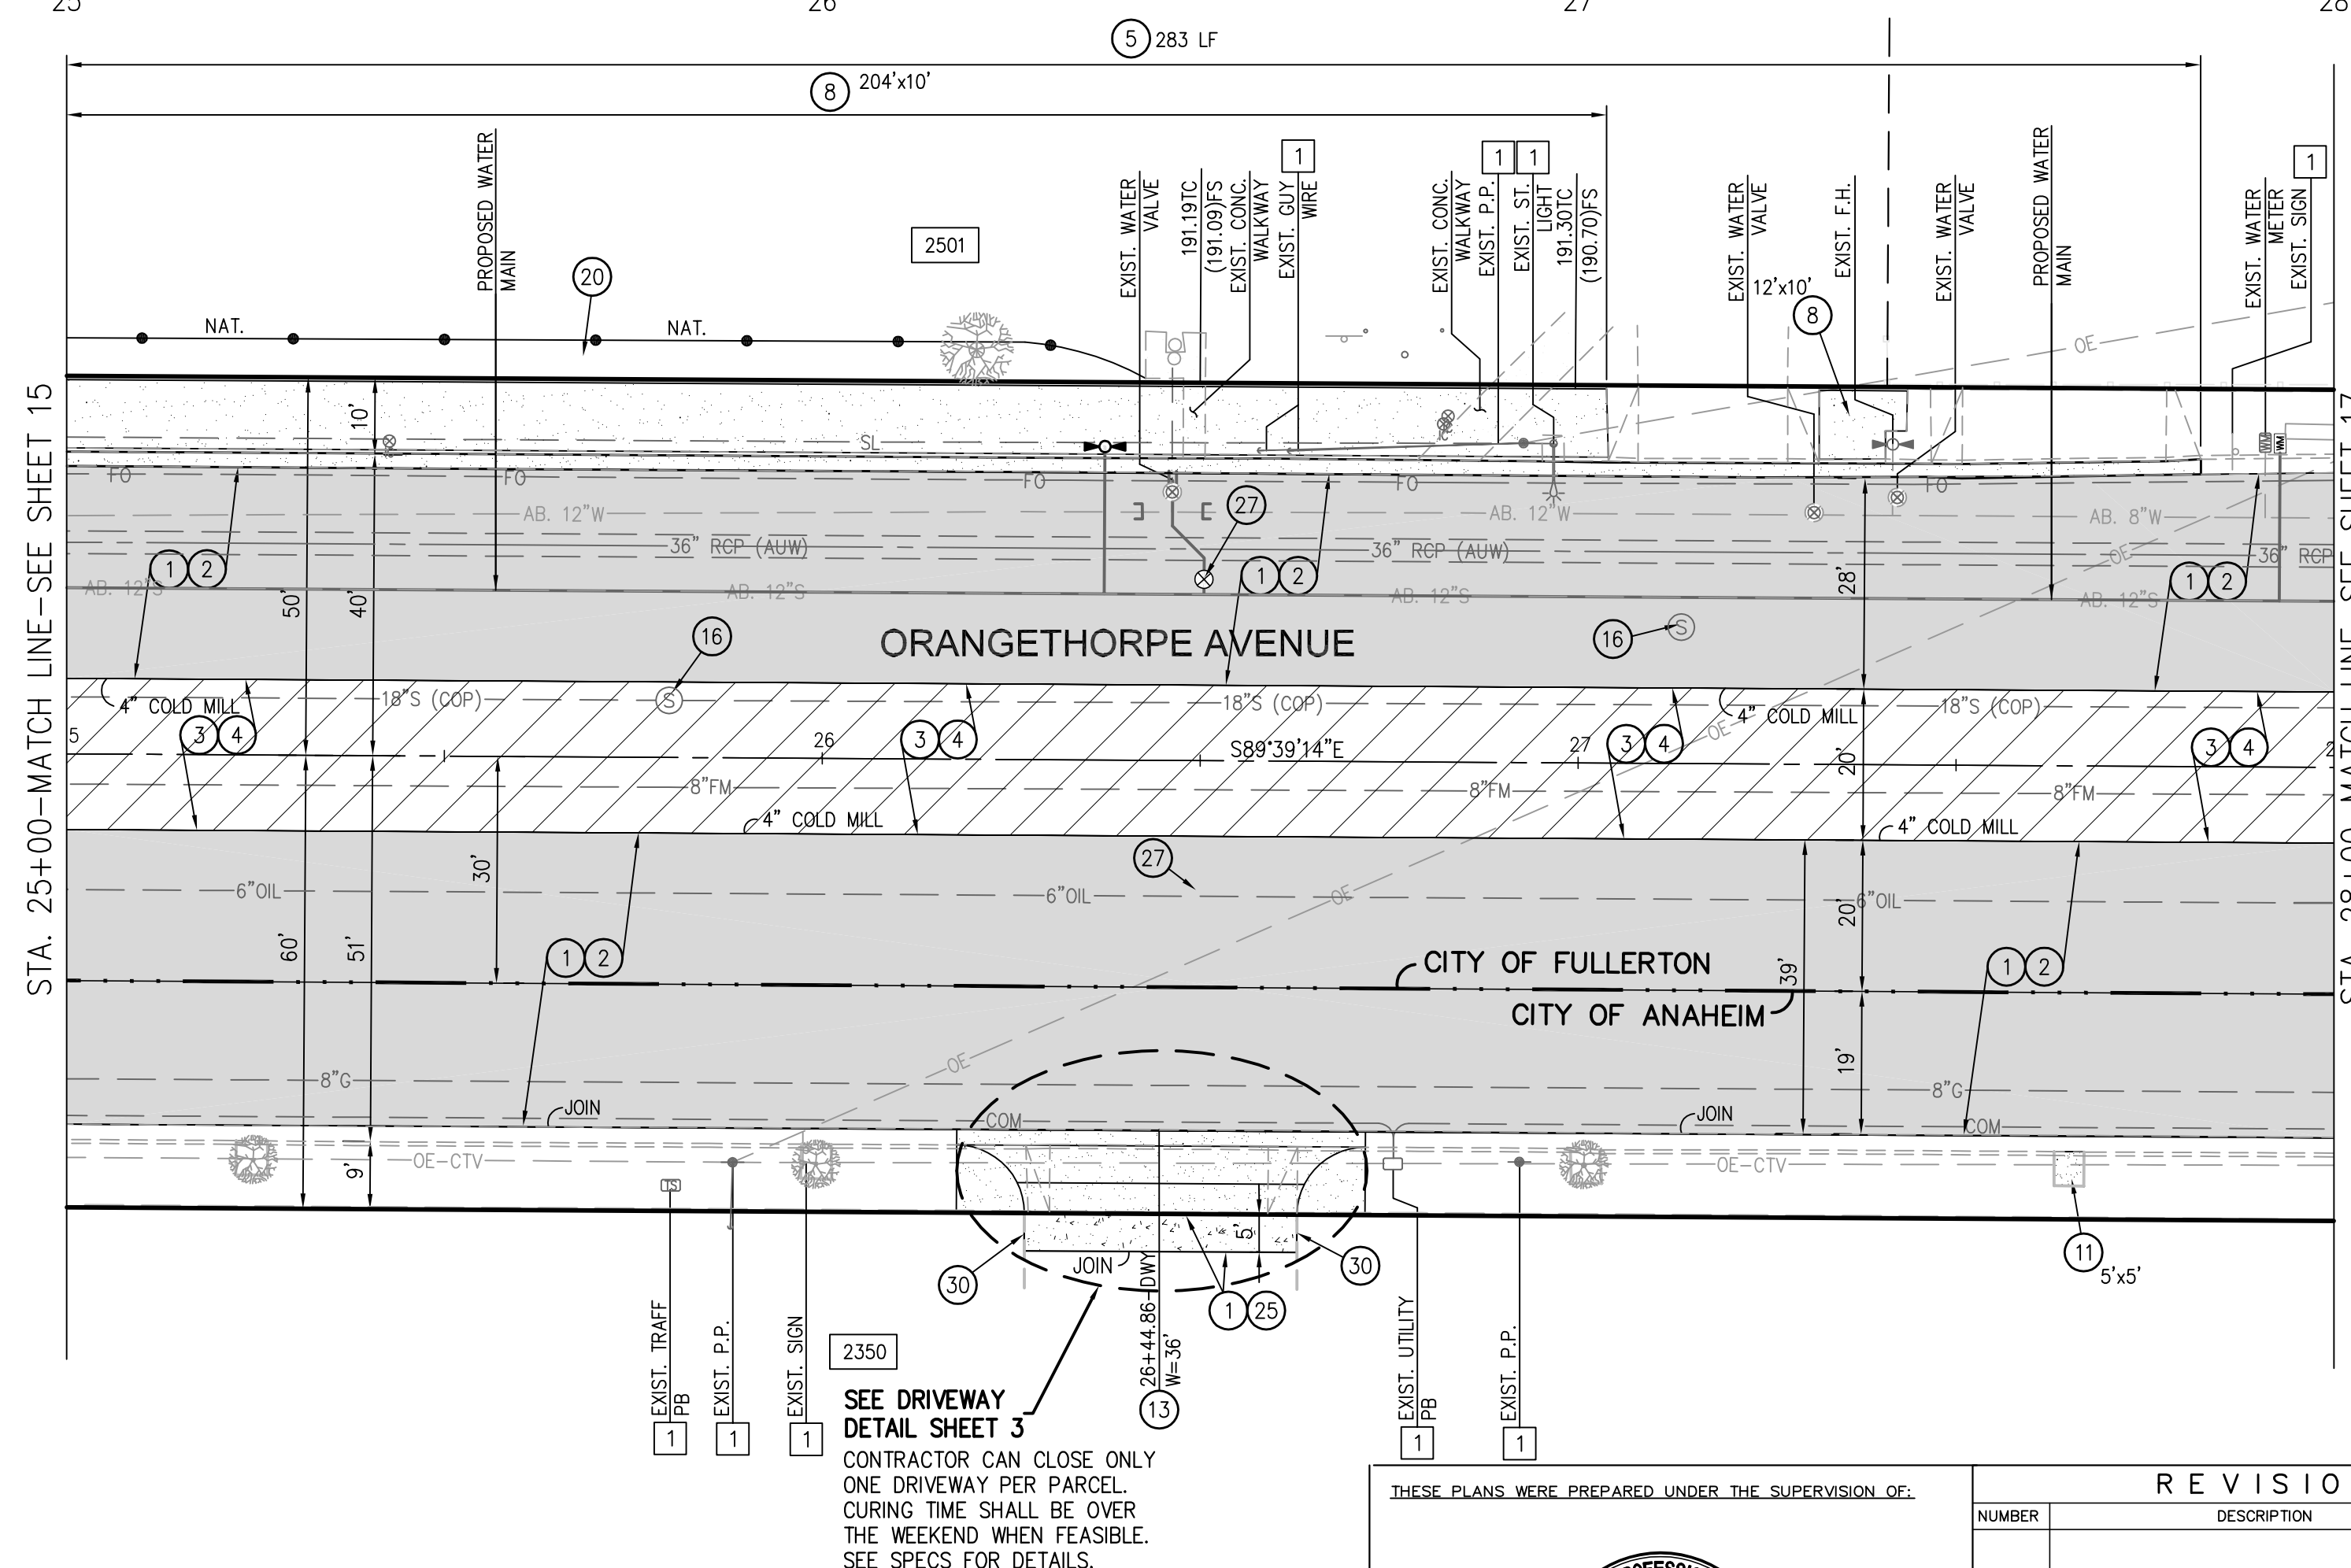 25
26
27
28
5 283 LF
8 204'x10'
PROPOSED WATER
MAIN
20
NAT.
NAT.
2501
EXIST. WATER
VALVE
191.19TC
(191.09)FS
EXIST. CONC.
WALKWAY
1
EXIST. GUY
WIRE
EXIST. CONC.
WALKWAY
1
EXIST. P.P.
1
EXIST. ST.
LIGHT
191.30TC
(190.70)FS
EXIST. WATER
VALVE
12'x10'
8
EXIST. F.H.
EXIST. WATER
VALVE
PROPOSED WATER
MAIN
EXIST. WATER
METER
1
EXIST. SIGN
OE
STA. 25+00-MATCH LINE-SEE SHEET 15
10'
SL
WM
WM
FO
FO
FO
FO
FO
AB. 12"W
27
AB. 12"W
AB. 8"W
36" RCP (AUW)
36" RCP (AUW)
OE
36" RCP
1 2
1 2
28'
1 2
AB. 12"S
50'
40'
AB. 12"S
AB. 12"S
AB. 12"S
16
ORANGETHORPE AVENUE
16
S
S
4" COLD MILL
18"S (COP)
18"S (COP)
4" COLD MILL
18"S (COP)
3 4
3 4
3 4
3 4
OE
5
26
S89°39'14"E
27
20'
2
8"FM
8"FM
8"FM
4" COLD MILL
4" COLD MILL
30'
27
6"OIL
6"OIL
OE
20'
6"OIL
60'
51'
1 2
CITY OF FULLERTON
39'
1 2
CITY OF ANAHEIM
OE
19'
8"G
8"G
JOIN
COM
JOIN
COM
9'
OE-CTV
OE-CTV
TS
5'
30
JOIN
30
11
5'x5'
1 25
26+44.86-DWY
W=36'
13
EXIST. TRAFF
PB
1
EXIST. P.P.
1
EXIST. SIGN
1
2350
EXIST. UTILITY
PB
1
EXIST. P.P.
1
SEE DRIVEWAY
DETAIL SHEET 3
CONTRACTOR CAN CLOSE ONLY
ONE DRIVEWAY PER PARCEL.
CURING TIME SHALL BE OVER
THE WEEKEND WHEN FEASIBLE.
SEE SPECS FOR DETAILS.
THESE PLANS WERE PREPARED UNDER THE SUPERVISION OF:
REVISIO
NUMBER
DESCRIPTION